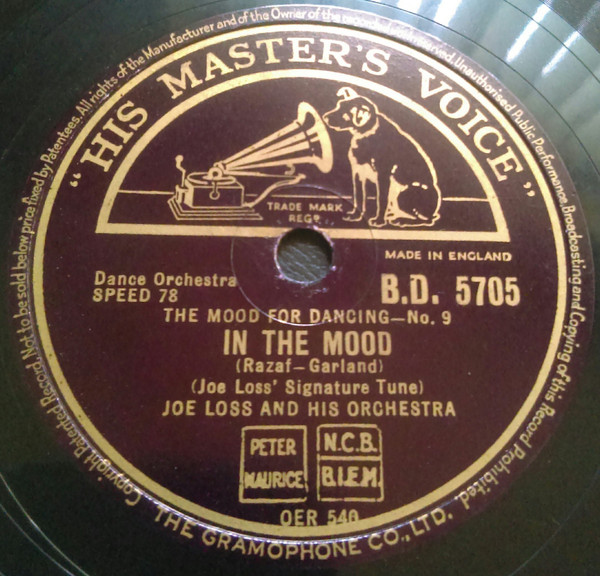 Copyright Patented Record. Not to be sold below price fixed by Patentees. All rights of the Manufacturer and of the Owner of the recorded work reserved. Unauthorised Public Performance, Broadcasting and Copying of this Record Prohibited.
"HIS MASTER'S VOICE"
TRADE MARK
REGD.
MADE IN ENGLAND
Dance Orchestra
SPEED 78
B.D. 5705
THE MOOD FOR DANCING—No. 9
IN THE MOOD
(Razaf—Garland)
(Joe Loss' Signature Tune)
JOE LOSS AND HIS ORCHESTRA
PETER
MAURICE
N.C.B.
B.I.E.M.
OER 540
THE GRAMOPHONE CO., LTD.